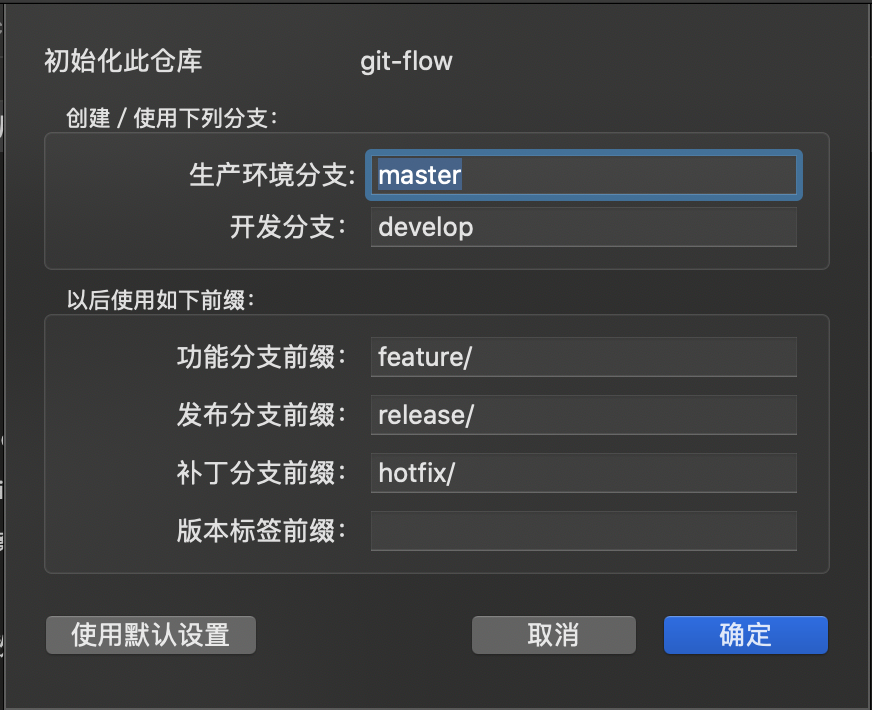 初始化此仓库 git-flow
创建 / 使用下列分支：
生产环境分支: master
开发分支： develop
以后使用如下前缀：
功能分支前缀： feature/
发布分支前缀： release/
补丁分支前缀： hotfix/
版本标签前缀：
使用默认设置 取消 确定